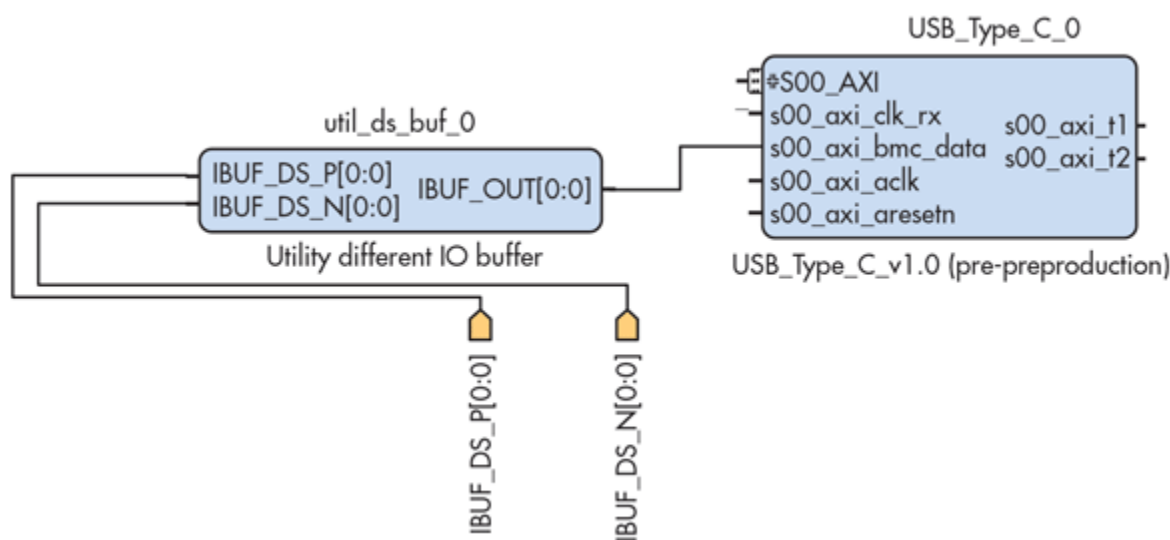 USB_Type_C_0
S00_AXI
s00_axi_clk_rx
s00_axi_bmc_data
s00_axi_aclk
s00_axi_aresetn
s00_axi_t1
s00_axi_t2
USB_Type_C_v1.0 (pre-preproduction)
util_ds_buf_0
IBUF_DS_P[0:0]
IBUF_DS_N[0:0]
IBUF_OUT[0:0]
Utility different IO buffer
IBUF_DS_P[0:0]
IBUF_DS_N[0:0]